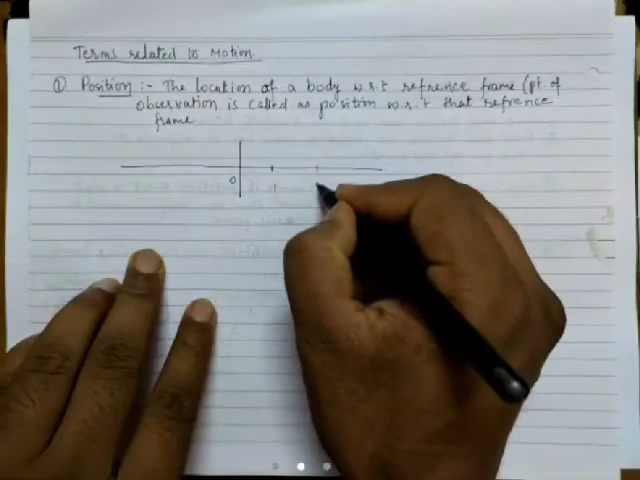 Terms related to Motion
① Position :- The location of a body w.r.t refrence frame (pt. of
observation is called as position w.r.t that refrence
frame
0 1